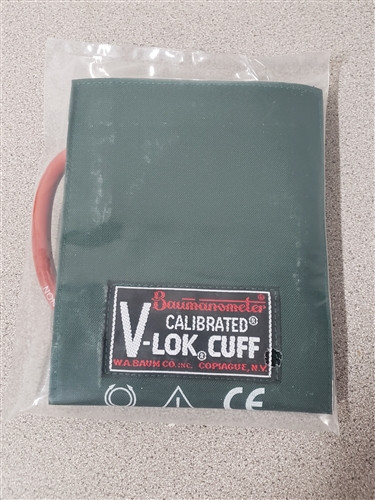 Baumanometer®
CALIBRATED®
V-LOK® CUFF
W.A.BAUM CO. INC. COPIAGUE, N.Y.
CE